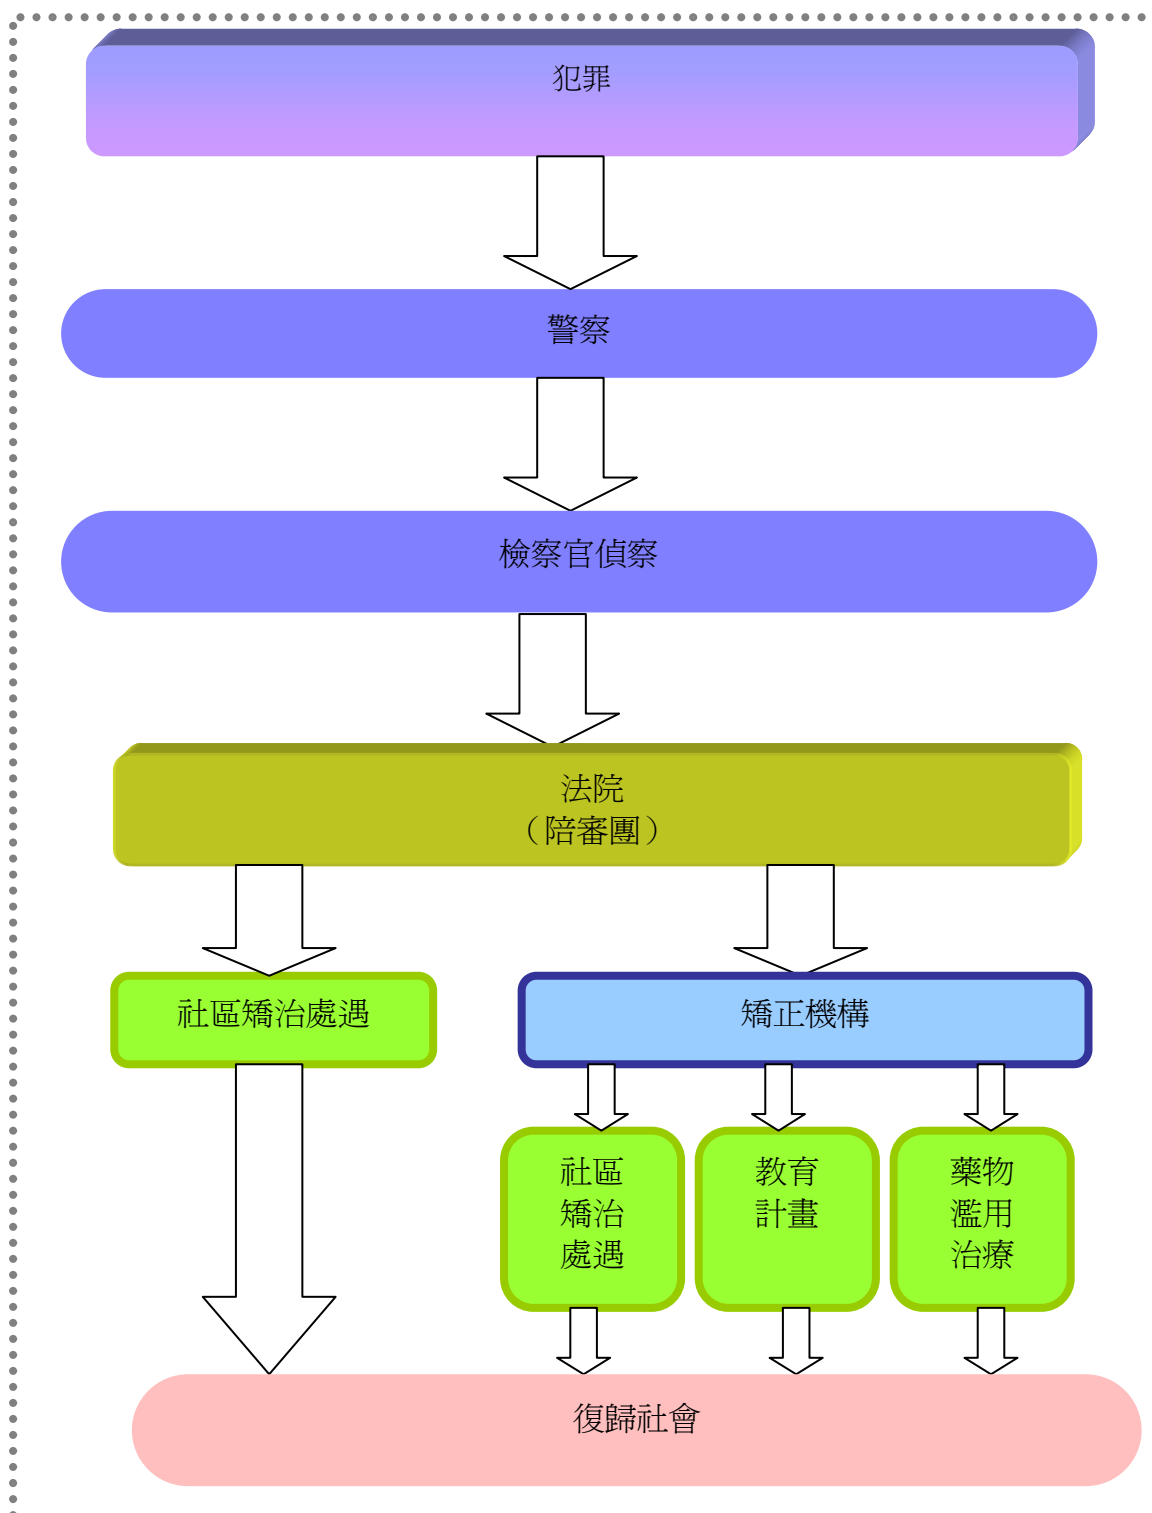 犯罪
警察
檢察官偵察
法院
（陪審團）
社區矯治處遇
矯正機構
社區
矯治
處遇
教育
計畫
藥物
濫用
治療
復歸社會